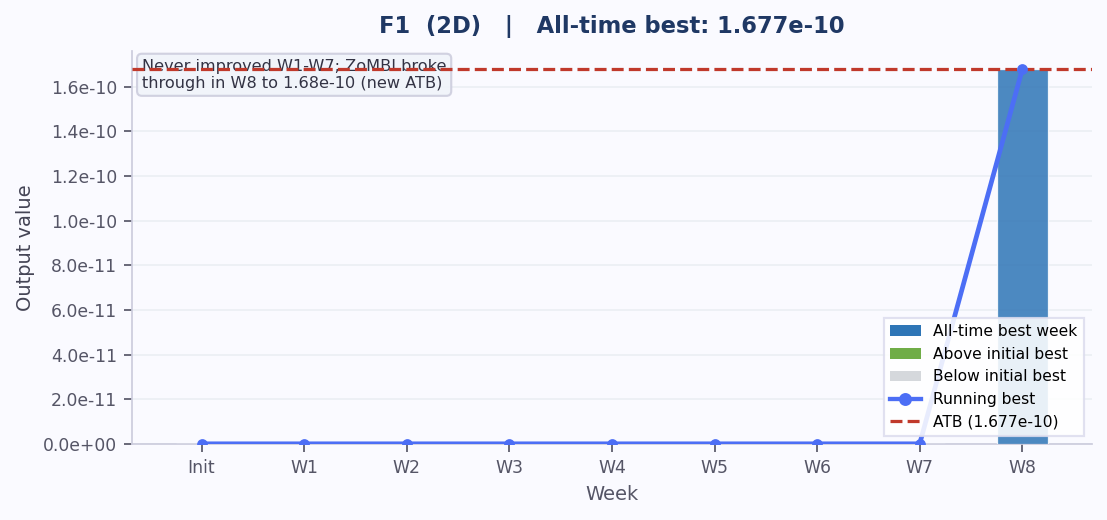 F1  (2D)   |   All-time best: 1.677e-10
Never improved W1-W7; ZoMBI broke
through in W8 to 1.68e-10 (new ATB)
Output value
1.6e-10
1.4e-10
1.2e-10
1.0e-10
8.0e-11
6.0e-11
4.0e-11
2.0e-11
0.0e+00
All-time best week
Above initial best
Below initial best
Running best
ATB (1.677e-10)
Init W1 W2 W3 W4 W5 W6 W7 W8
Week